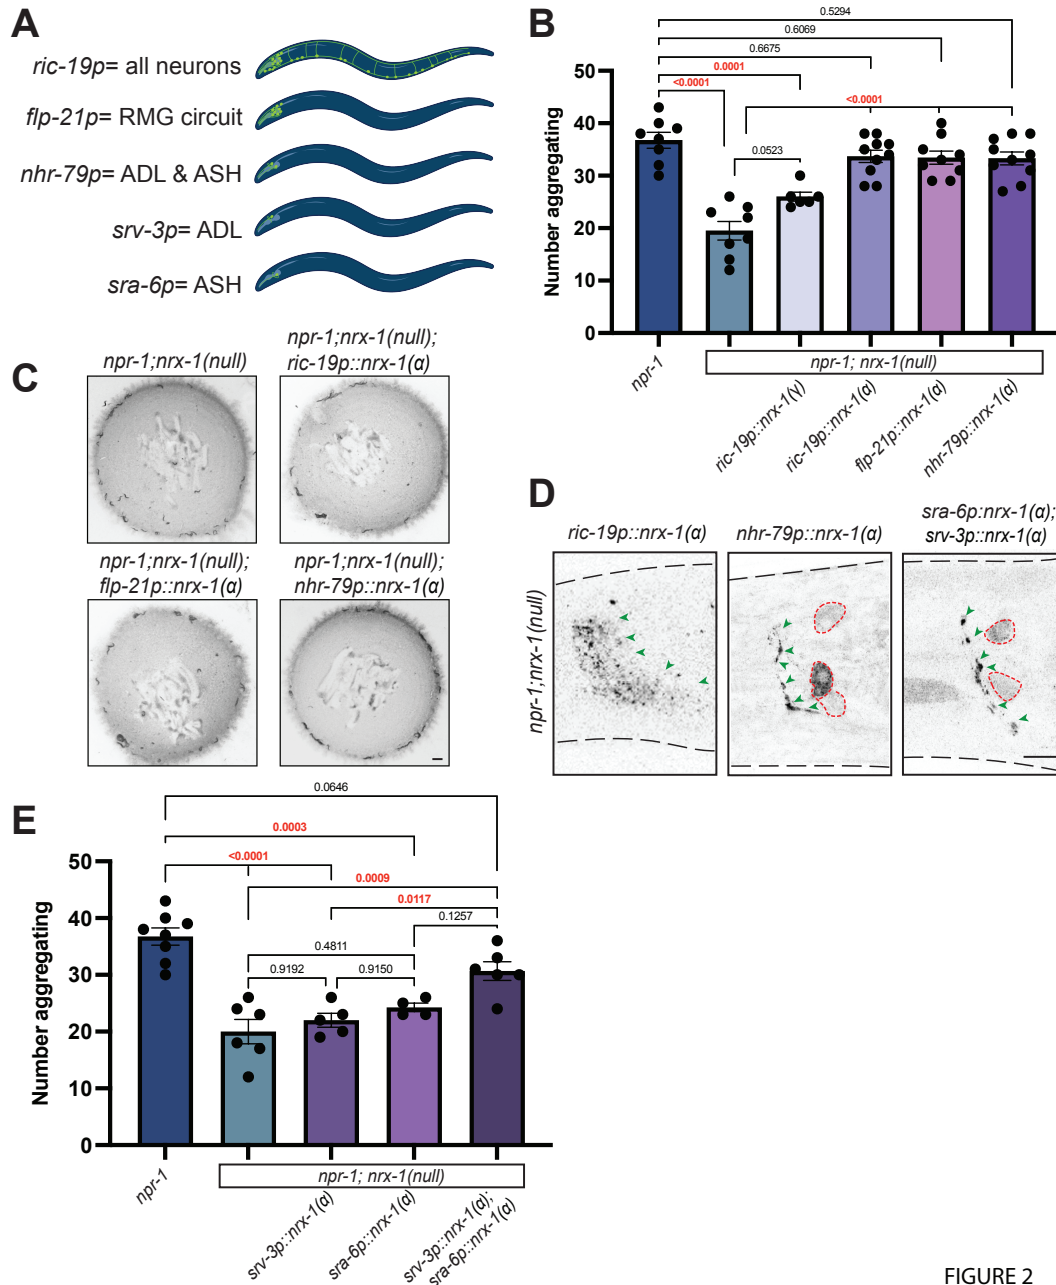 A
ric-19p= all neurons
flp-21p= RMG circuit
nhr-79p= ADL & ASH
srv-3p= ADL
sra-6p= ASH
B
0.5294
0.6069
0.6675
0.0001
<0.0001
<0.0001
0.0523
Number aggregating
50
40
30
20
10
0
npr-1
npr-1; nrx-1(null)
ric-19p::nrx-1(γ)
ric-19p::nrx-1(α)
flp-21p::nrx-1(α)
nhr-79p::nrx-1(α)
C
npr-1;nrx-1(null)
npr-1;nrx-1(null);
ric-19p::nrx-1(α)
npr-1;nrx-1(null);
flp-21p::nrx-1(α)
npr-1;nrx-1(null);
nhr-79p::nrx-1(α)
D
ric-19p::nrx-1(α)
nhr-79p::nrx-1(α)
sra-6p:nrx-1(α);
srv-3p::nrx-1(α)
npr-1;nrx-1(null)
E
0.0646
0.0003
<0.0001
0.0009
0.0117
0.1257
0.4811
0.9192
0.9150
Number aggregating
50
40
30
20
10
0
npr-1
npr-1; nrx-1(null)
srv-3p::nrx-1(α)
sra-6p::nrx-1(α)
srv-3p::nrx-1(α);
sra-6p::nrx-1(α)
FIGURE 2